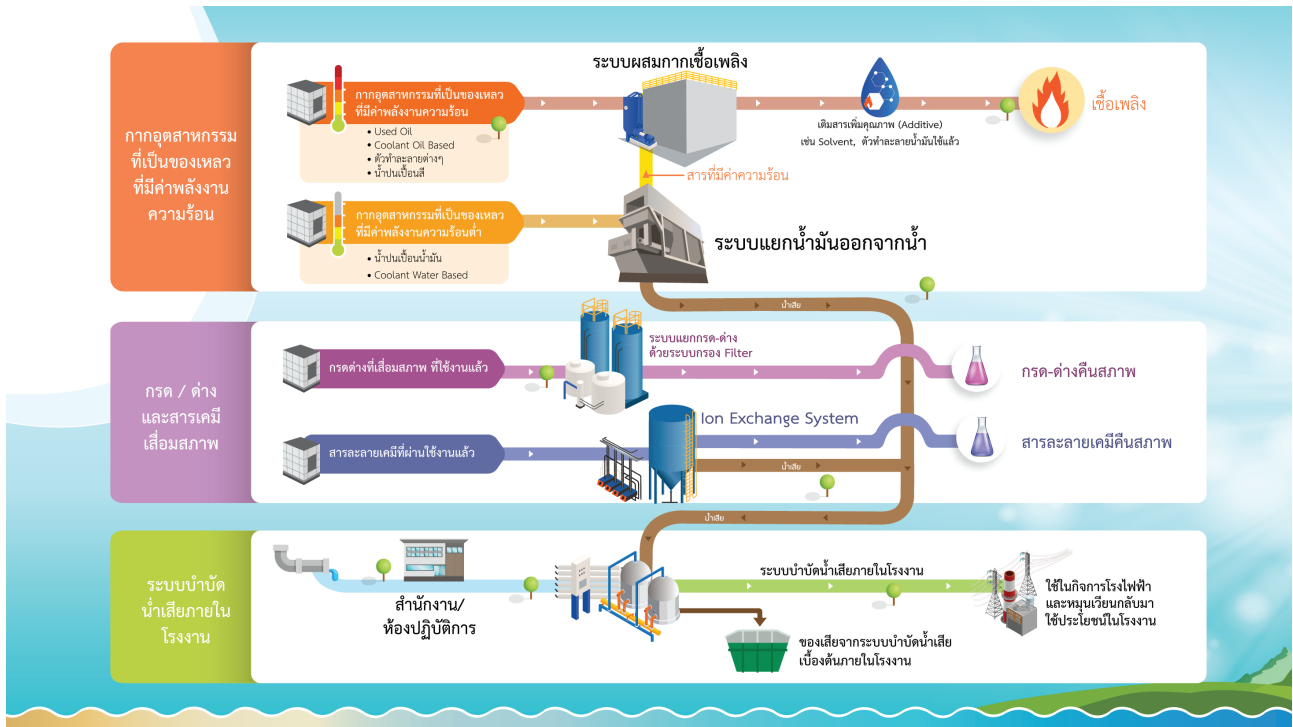 กากอุตสาหกรรม
ที่เป็นของเหลว
ที่มีค่าพลังงาน
ความร้อน
กากอุตสาหกรรมที่เป็นของเหลว
ที่มีค่าพลังงานความร้อน
• Used Oil
• Coolant Oil Based
• ตัวทำละลายต่างๆ
• น้ำปนเปื้อนสี
ระบบผสมกากเชื้อเพลิง
เติมสารเพิ่มคุณภาพ (Additive)
เช่น Solvent, ตัวทำละลายน้ำมันใช้แล้ว
เชื้อเพลิง
สารที่มีค่าความร้อน
กากอุตสาหกรรมที่เป็นของเหลว
ที่มีค่าพลังงานความร้อนต่ำ
• น้ำปนเปื้อนน้ำมัน
• Coolant Water Based
ระบบแยกน้ำมันออกจากน้ำ
น้ำเสีย
กรด / ด่าง
และสารเคมี
เสื่อมสภาพ
กรดด่างที่เสื่อมสภาพ ที่ใช้งานแล้ว
ระบบแยกกรด-ด่าง
ด้วยระบบกรอง Filter
กรด-ด่างคืนสภาพ
สารละลายเคมีที่ผ่านใช้งานแล้ว
Ion Exchange System
สารละลายเคมีคืนสภาพ
น้ำเสีย
น้ำเสีย
ระบบบำบัด
น้ำเสียภายใน
โรงงาน
สำนักงาน/
ห้องปฏิบัติการ
ระบบบำบัดน้ำเสียภายในโรงงาน
ใช้ในกิจการโรงไฟฟ้า
และหมุนเวียนกลับมา
ใช้ประโยชน์ในโรงงาน
ของเสียจากระบบบำบัดน้ำเสีย
เบื้องต้นภายในโรงงาน